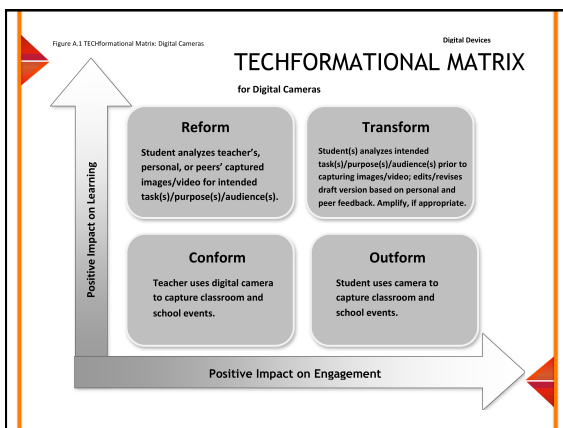 Figure A.1 TECHformational Matrix: Digital Cameras
Digital Devices
TECHFORMATIONAL MATRIX
for Digital Cameras
Positive Impact on Learning
Reform
Student analyzes teacher’s,
personal, or peers’ captured
images/video for intended
task(s)/purpose(s)/audience(s).
Transform
Student(s) analyzes intended
task(s)/purpose(s)/audience(s) prior to
capturing images/video; edits/revises
draft version based on personal and
peer feedback. Amplify, if appropriate.
Conform
Teacher uses digital camera
to capture classroom and
school events.
Outform
Student uses camera to
capture classroom and
school events.
Positive Impact on Engagement